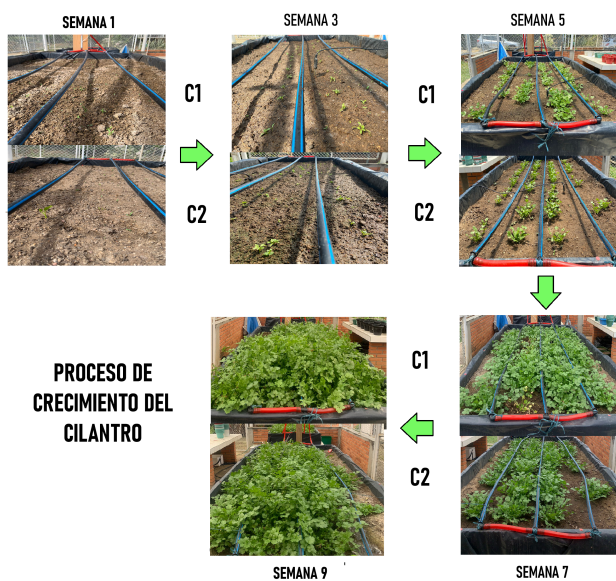 SEMANA 1
SEMANA 3
SEMANA 5
C1
C1
C2
C2
PROCESO DE
CRECIMIENTO DEL
CILANTRO
C1
C2
SEMANA 9
SEMANA 7